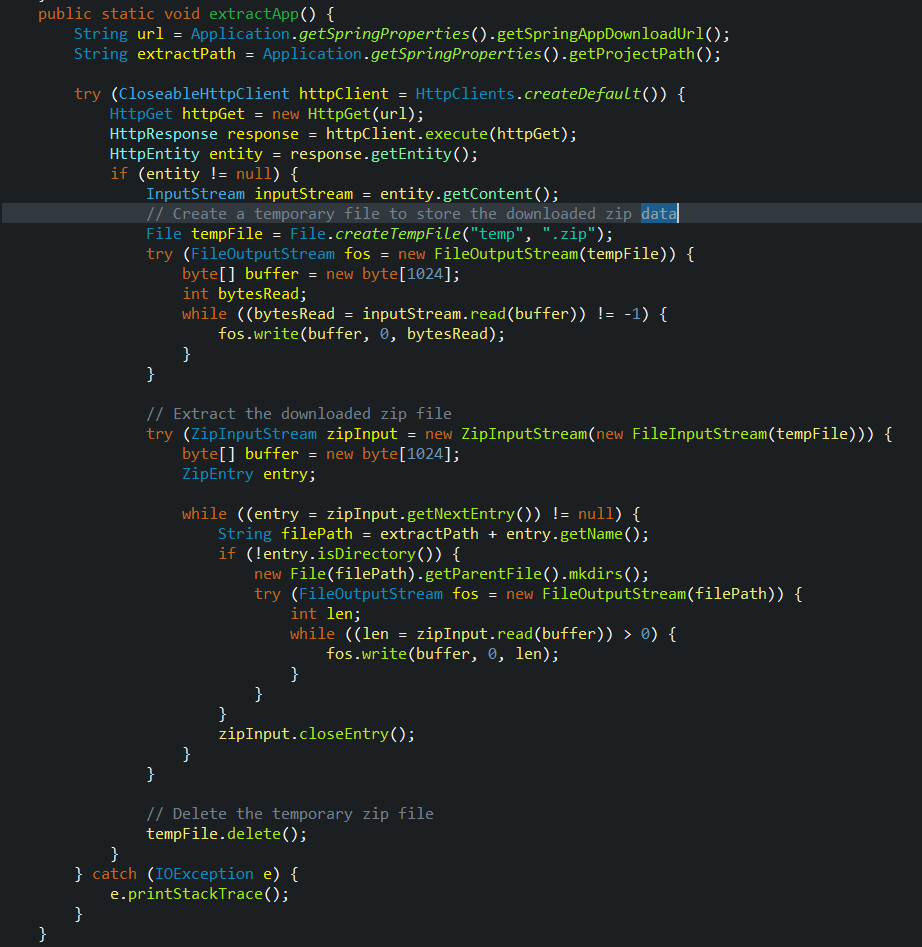 public static void extractApp() {
String url = Application.getSpringProperties().getSpringAppDownloadUrl();
String extractPath = Application.getSpringProperties().getProjectPath();
try (CloseableHttpClient httpClient = HttpClients.createDefault()) {
HttpGet httpGet = new HttpGet(url);
HttpResponse response = httpClient.execute(httpGet);
HttpEntity entity = response.getEntity();
if (entity != null) {
InputStream inputStream = entity.getContent();
// Create a temporary file to store the downloaded zip data
File tempFile = File.createTempFile("temp", ".zip");
try (FileOutputStream fos = new FileOutputStream(tempFile)) {
byte[] buffer = new byte[1024];
int bytesRead;
while ((bytesRead = inputStream.read(buffer)) != -1) {
fos.write(buffer, 0, bytesRead);
}
}
// Extract the downloaded zip file
try (ZipInputStream zipInput = new ZipInputStream(new FileInputStream(tempFile))) {
byte[] buffer = new byte[1024];
ZipEntry entry;
while ((entry = zipInput.getNextEntry()) != null) {
String filePath = extractPath + entry.getName();
if (!entry.isDirectory()) {
new File(filePath).getParentFile().mkdirs();
try (FileOutputStream fos = new FileOutputStream(filePath)) {
int len;
while ((len = zipInput.read(buffer)) > 0) {
fos.write(buffer, 0, len);
}
}
}
zipInput.closeEntry();
}
}
// Delete the temporary zip file
tempFile.delete();
}
} catch (IOException e) {
e.printStackTrace();
}
}